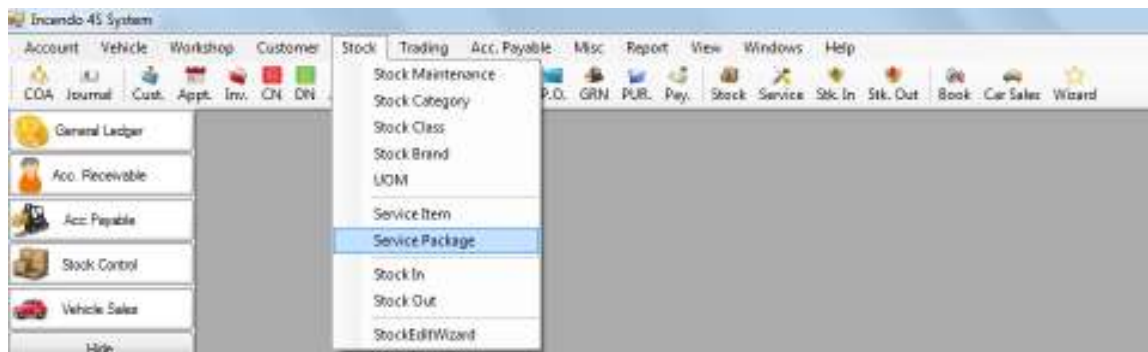 Incendo 4S System
Account Vehicle Workshop Customer Stock Trading Acc. Payable Misc Report View Windows Help
COA Journal Cust. Appt. Inv. CN DN P.O. GRN PUR. Pay. Stock Service Stk. In Stk. Out Book Car Sales Wizard
Stock Maintenance
Stock Category
Stock Class
Stock Brand
UOM
Service Item
Service Package
Stock In
Stock Out
StockEditWizard
General Ledger
Acc. Receivable
Acc Payable
Stock Control
Vehicle Sales
Hide